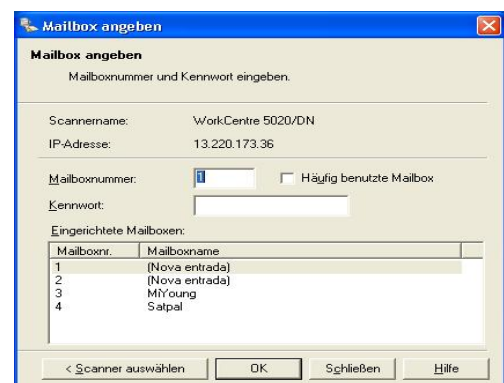 Mailbox angeben
Mailbox angeben
Mailboxnummer und Kennwort eingeben.
Scannername: WorkCentre 5020/DN
IP-Adresse: 13.220.173.36
Mailboxnummer: 1 Häufig benutzte Mailbox
Kennwort:
Eingerichtete Mailboxen:
Mailboxnr. Mailboxname
1 (Nova entrada)
2 (Nova entrada)
3 MiYoung
4 Satpal
< Scanner auswählen OK Schließen Hilfe